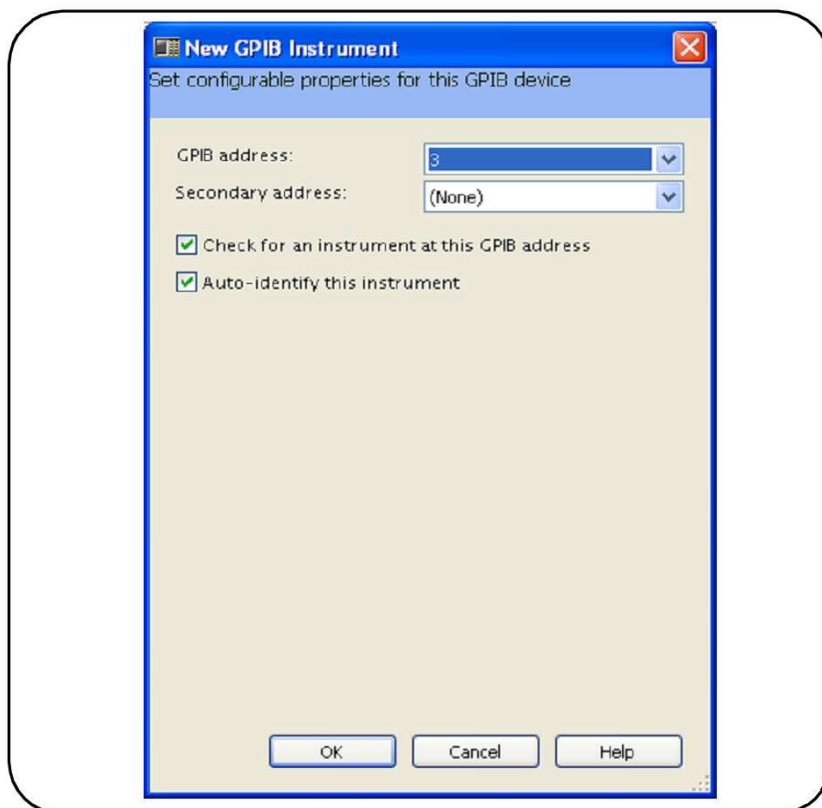 New GPIB Instrument
Set configurable properties for this GPIB device
GPIB address: 3
Secondary address: (None)
Check for an instrument at this GPIB address
Auto-identify this instrument
OK Cancel Help